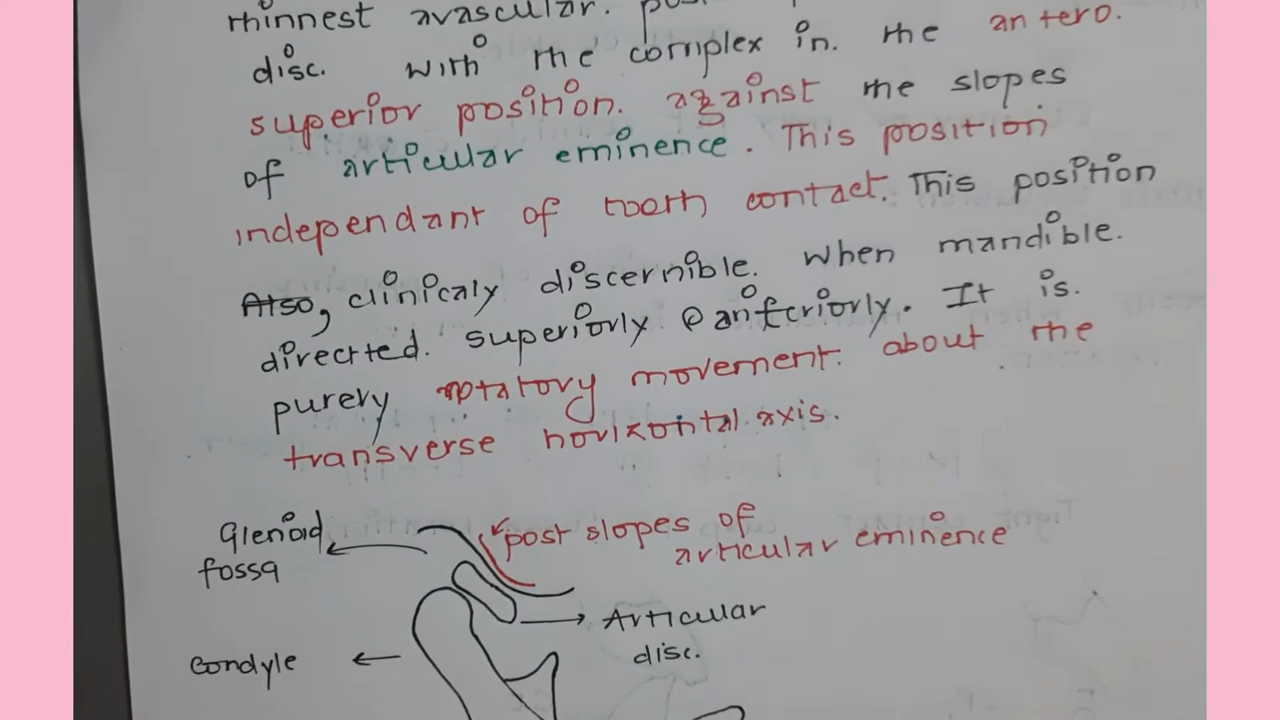 thinnest avascular.
disc. with the complex in. the antero.
superior position. against the slopes
of articular eminence. This position
independant of tooth contact. This position
Also, clinicaly discernible. when mandible.
directed. superiorly @ anteriorly. It is.
purely rotatory movement. about the
transverse horizontal axis.
Glenoid
fossa
post slopes of
articular eminence
Articular
disc.
Condyle